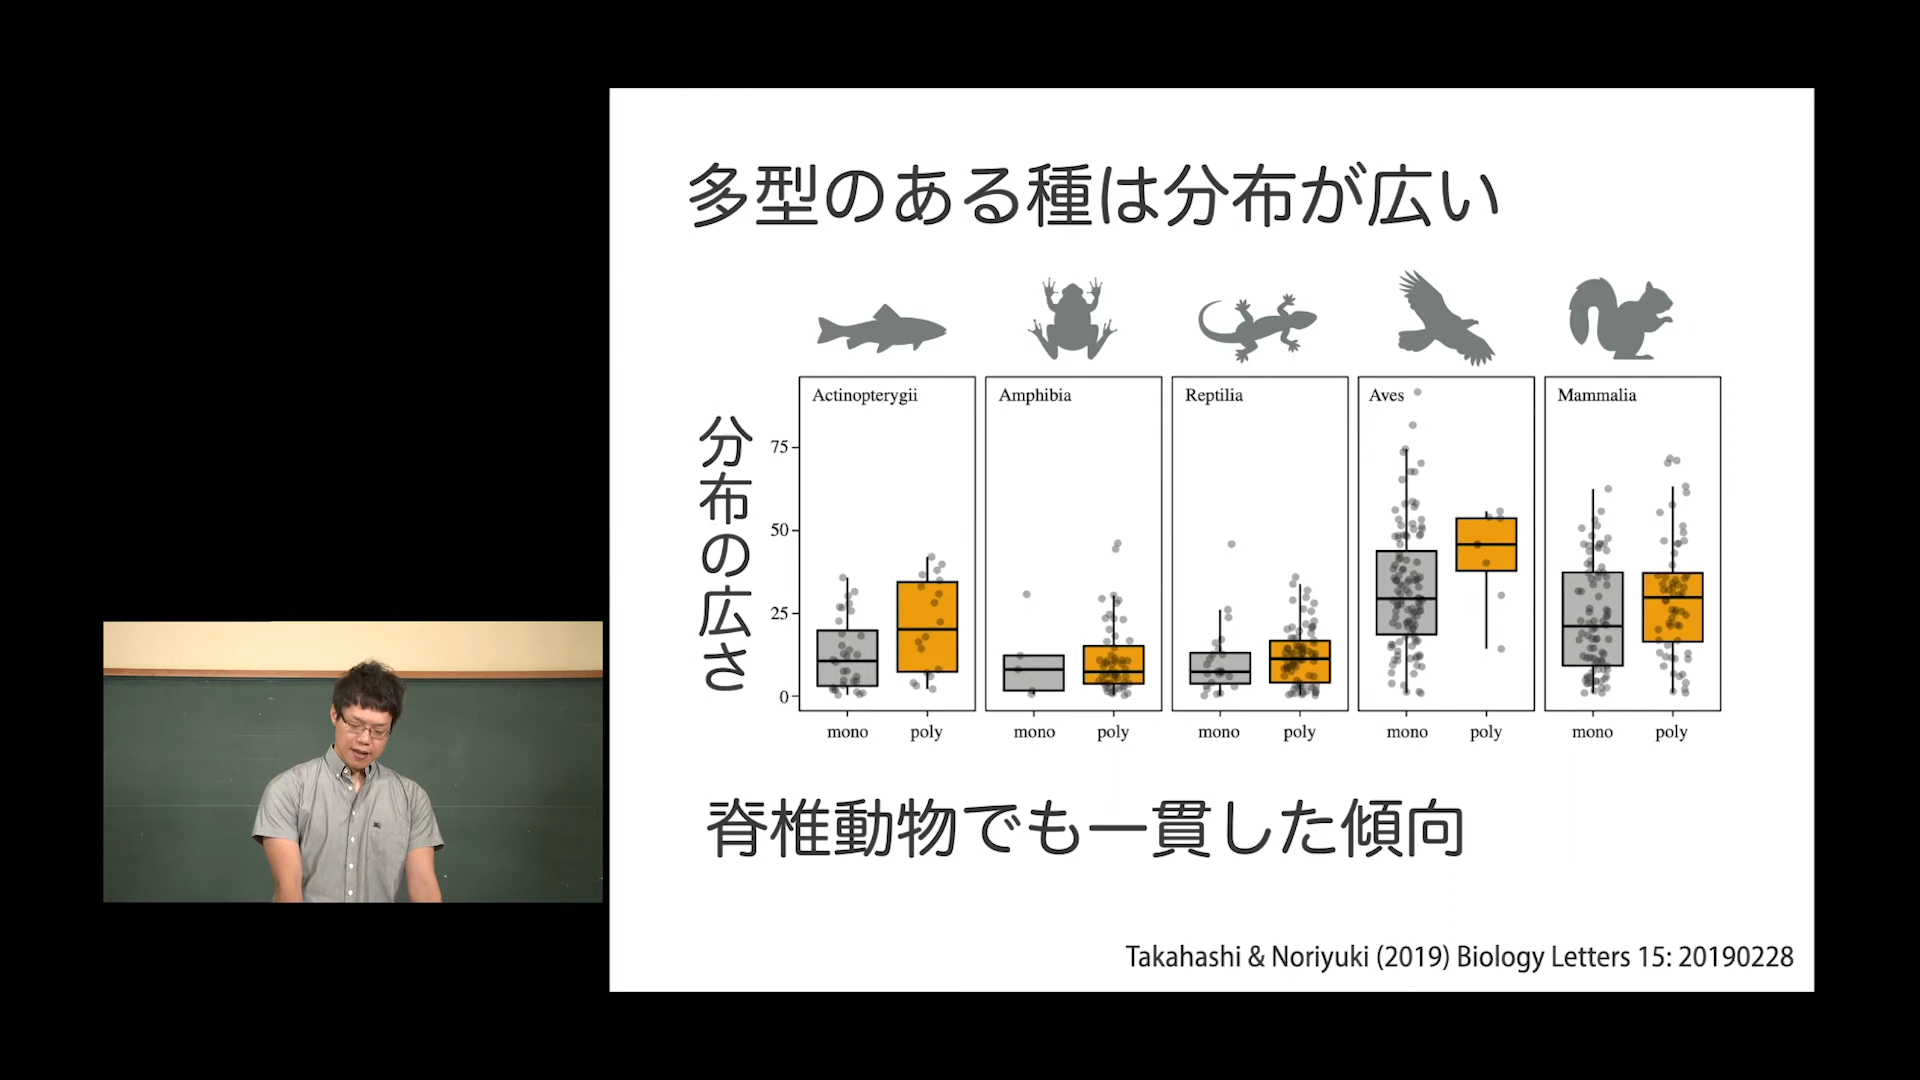 多型のある種は分布が広い
Actinopterygii
Amphibia
Reptilia
Aves
Mammalia
分布の広さ
75
50
25
0
mono poly mono poly mono poly mono poly mono poly
脊椎動物でも一貫した傾向
Takahashi & Noriyuki (2019) Biology Letters 15: 20190228